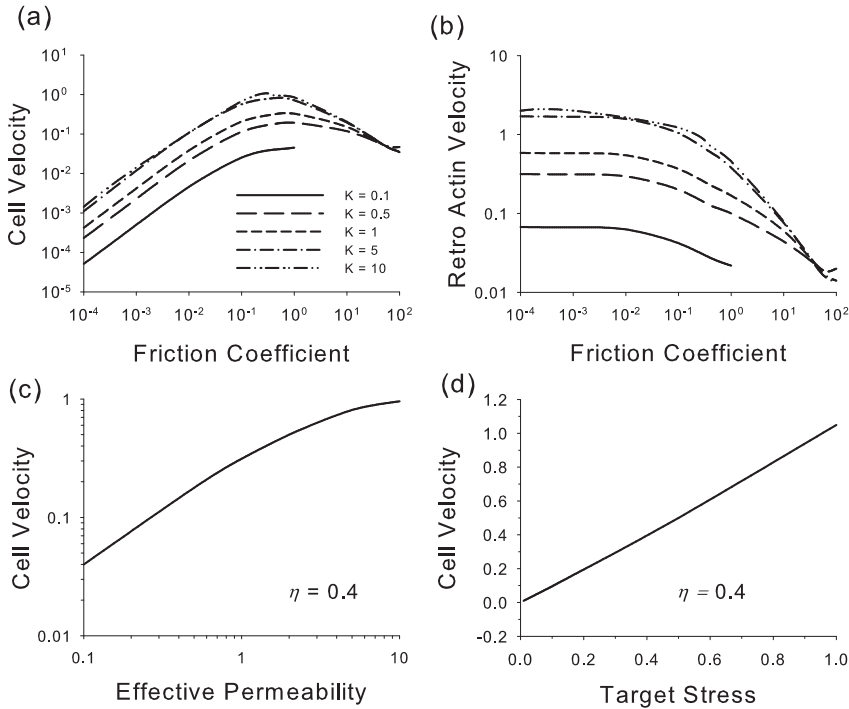 (a)
Cell Velocity
10^1
10^0
10^-1
10^-2
10^-3
10^-4
10^-5
10^-4 10^-3 10^-2 10^-1 10^0 10^1 10^2
Friction Coefficient
K = 0.1
K = 0.5
K = 1
K = 5
K = 10
(b)
Retro Actin Velocity
10
1
0.1
0.01
10^-4 10^-3 10^-2 10^-1 10^0 10^1 10^2
Friction Coefficient
(c)
Cell Velocity
1
0.1
0.01
0.1 1 10
Effective Permeability
η = 0.4
(d)
Cell Velocity
1.2
1.0
0.8
0.6
0.4
0.2
0.0
-0.2
0.0 0.2 0.4 0.6 0.8 1.0
Target Stress
η = 0.4